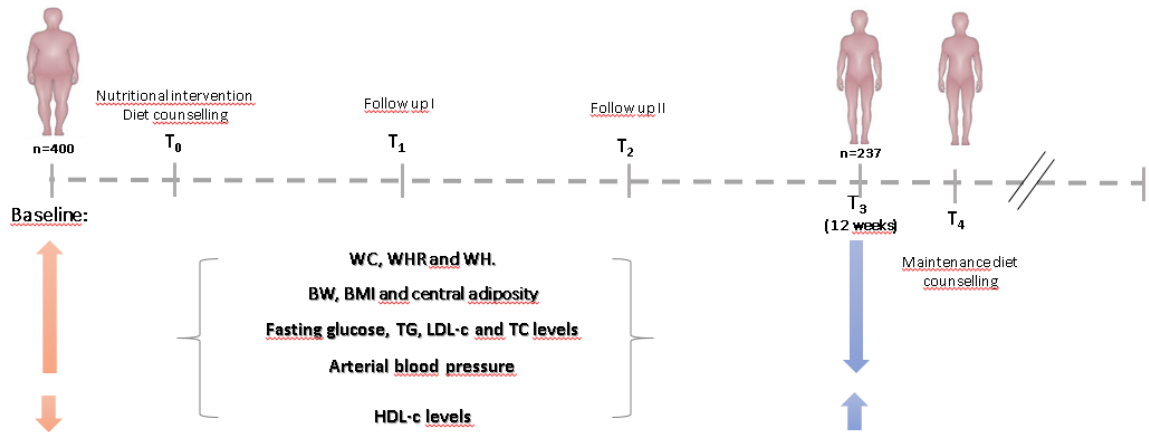 Nutritional intervention
Diet counselling
Follow up I
Follow up II
n=400
T0
T1
T2
n=237
Baseline:
T3
(12 weeks)
T4
WC, WHR and WH.
BW, BMI and central adiposity
Fasting glucose, TG, LDL-c and TC levels
Arterial blood pressure
HDL-c levels
Maintenance diet
counselling